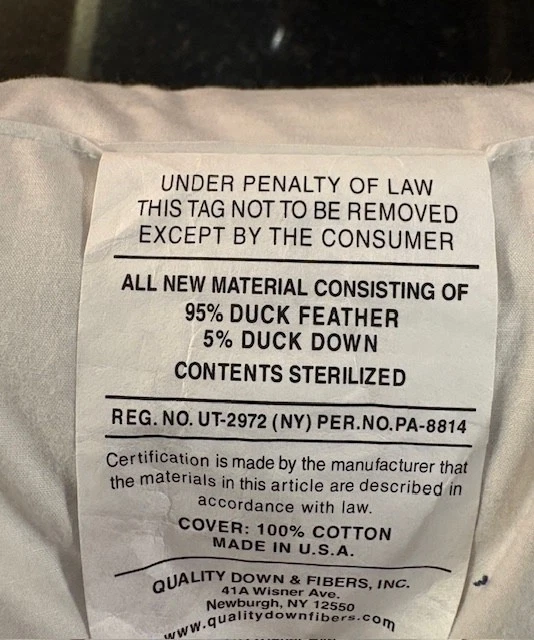 UNDER PENALTY OF LAW
THIS TAG NOT TO BE REMOVED
EXCEPT BY THE CONSUMER
ALL NEW MATERIAL CONSISTING OF
95% DUCK FEATHER
5% DUCK DOWN
CONTENTS STERILIZED
REG. NO. UT-2972 (NY) PER.NO.PA-8814
Certification is made by the manufacturer that
the materials in this article are described in
accordance with law.
COVER: 100% COTTON
MADE IN U.S.A.
QUALITY DOWN & FIBERS, INC.
41A Wisner Ave.
Newburgh, NY 12550
www.qualitydownfibers.com